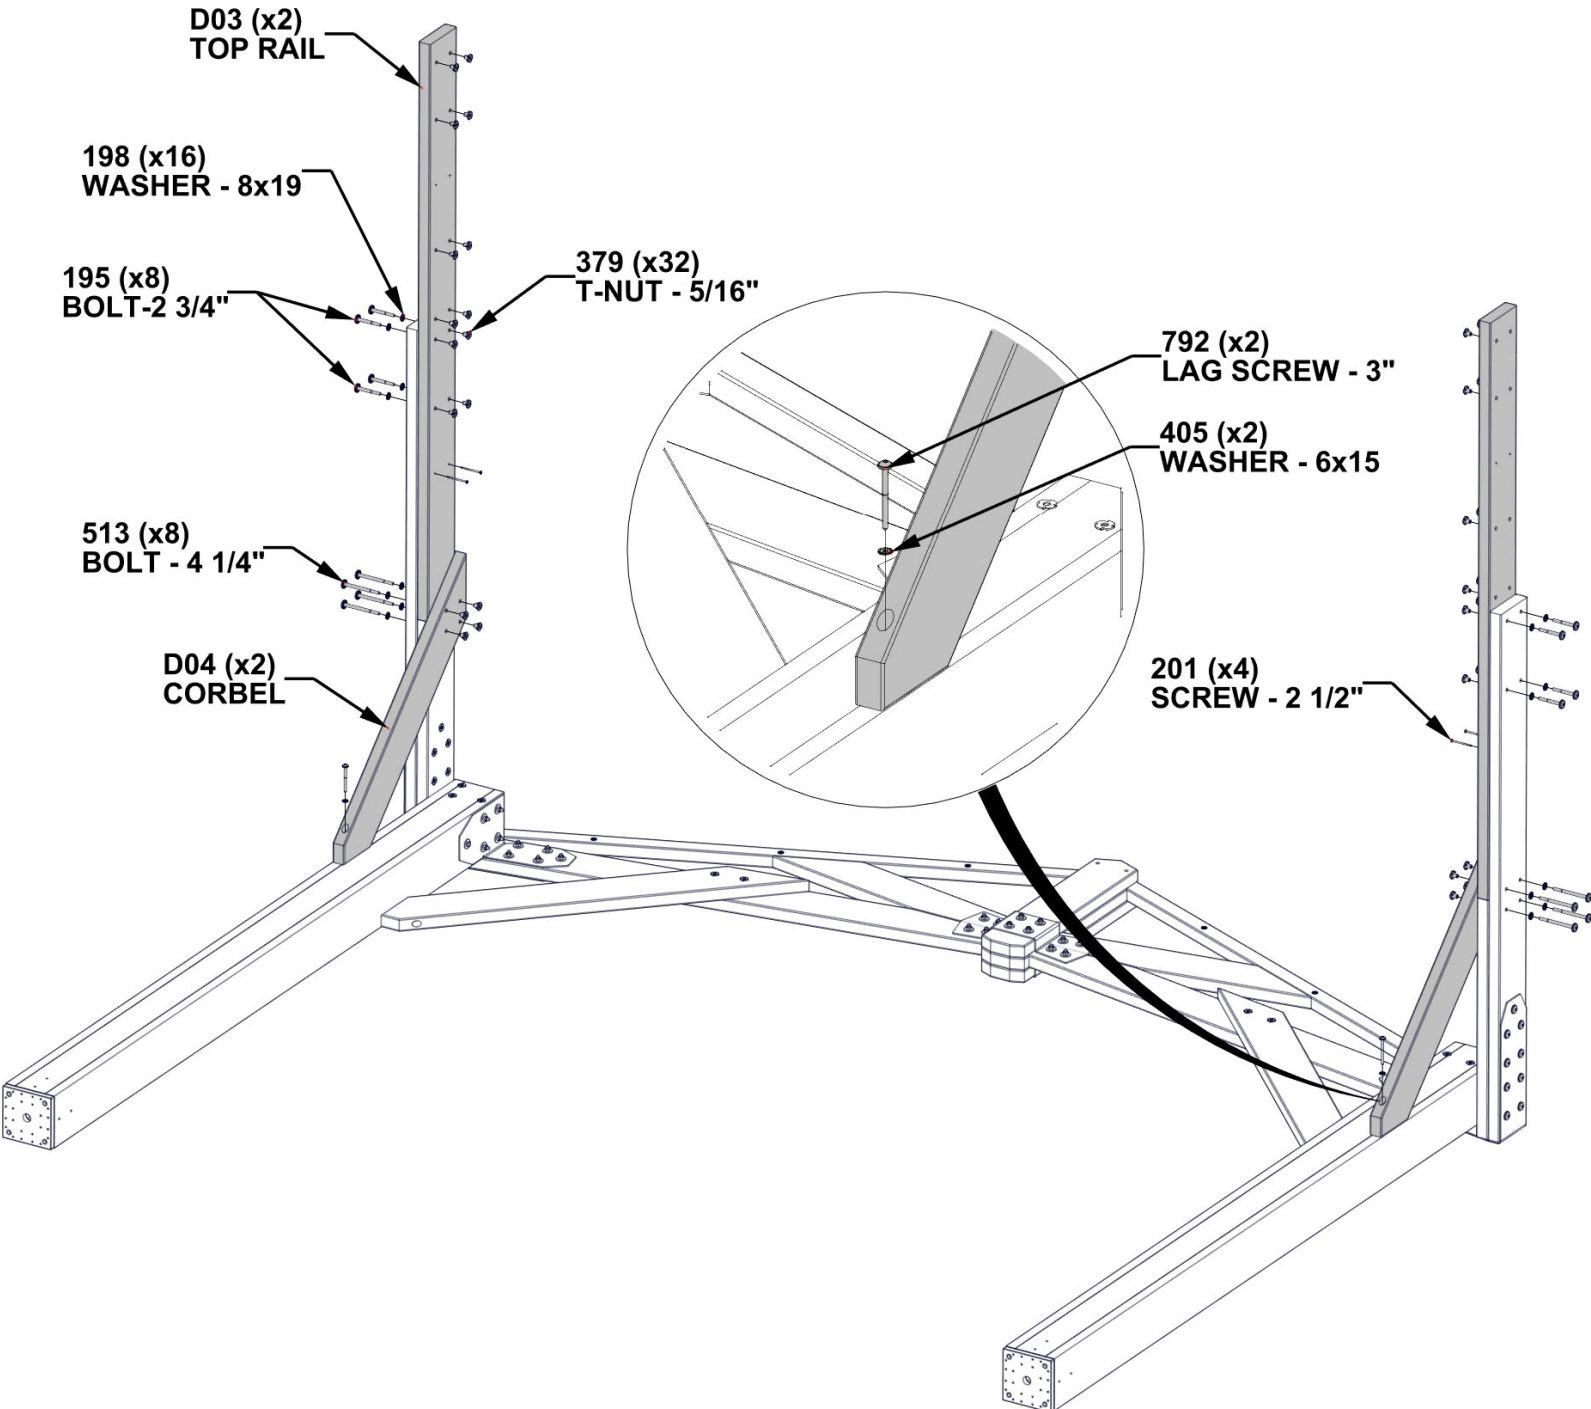 D03 (x2)
TOP RAIL
198 (x16)
WASHER - 8x19
195 (x8)
BOLT-2 3/4"
379 (x32)
T-NUT - 5/16"
792 (x2)
LAG SCREW - 3"
405 (x2)
WASHER - 6x15
513 (x8)
BOLT - 4 1/4"
D04 (x2)
CORBEL
201 (x4)
SCREW - 2 1/2"